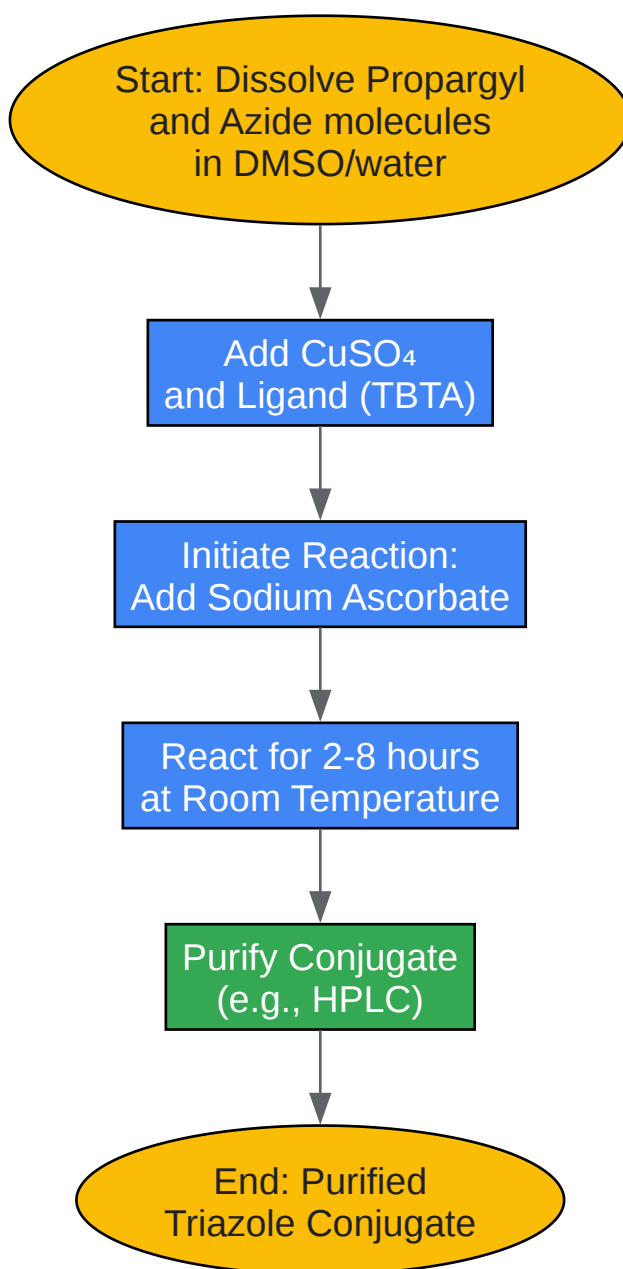 Start: Dissolve Propargyl
and Azide molecules
in DMSO/water
Add CuSO₄
and Ligand (TBTA)
Initiate Reaction:
Add Sodium Ascorbate
React for 2-8 hours
at Room Temperature
Purify Conjugate
(e.g., HPLC)
End: Purified
Triazole Conjugate